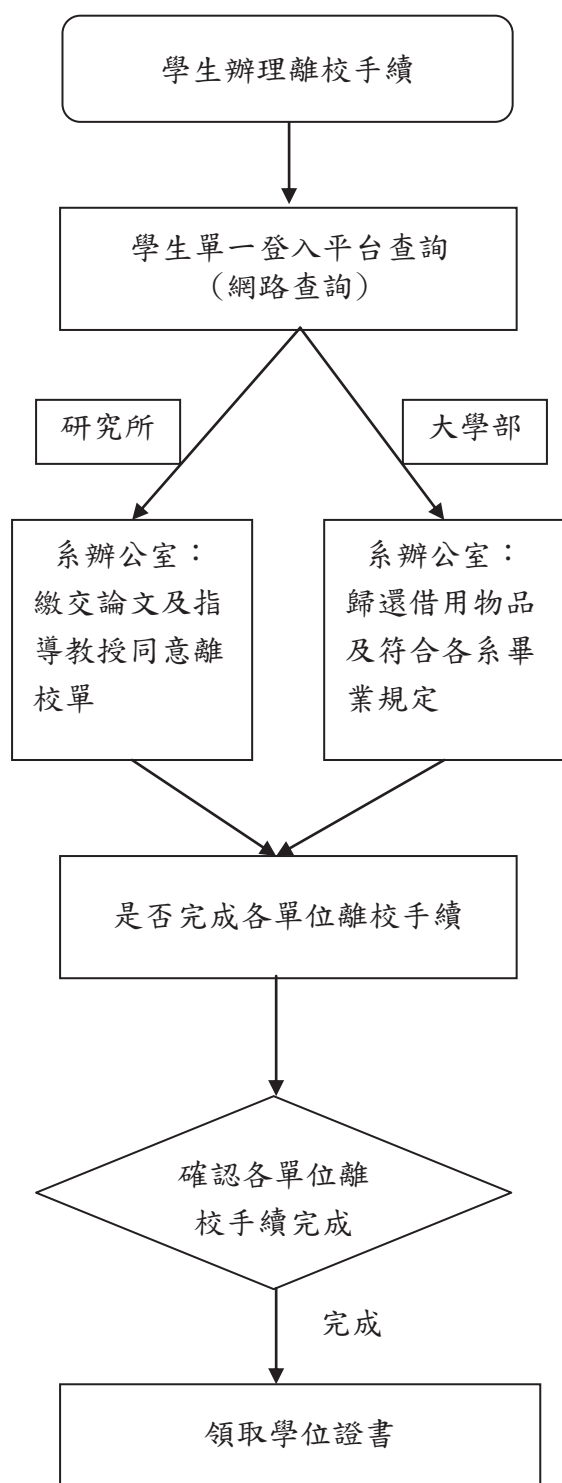 學生辦理離校手續
學生單一登入平台查詢
（網路查詢）
研究所
大學部
系辦公室：
繳交論文及指
導教授同意離
校單
系辦公室：
歸還借用物品
及符合各系畢
業規定
是否完成各單位離校手續
確認各單位離
校手續完成
完成
領取學位證書